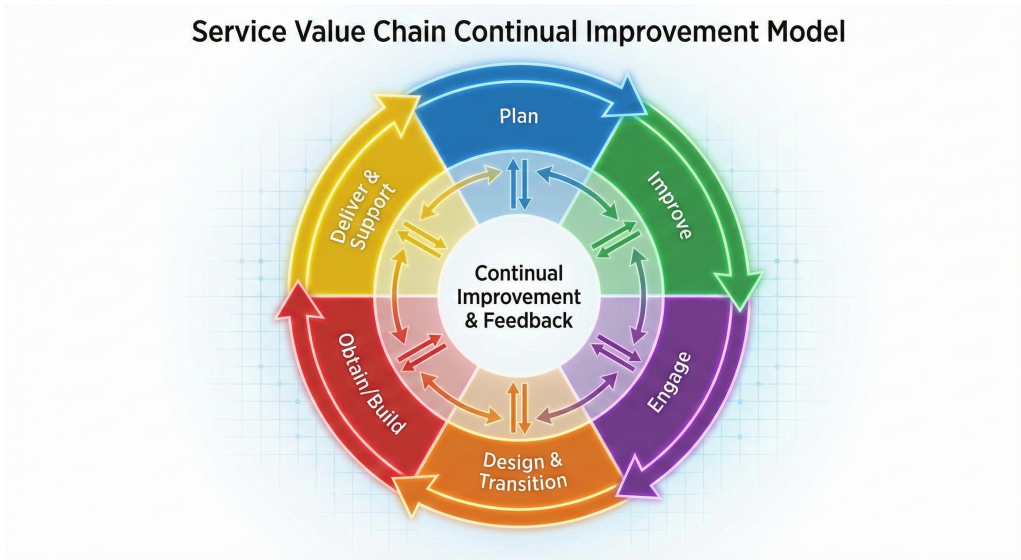 Service Value Chain Continual Improvement Model
Plan
Improve
Engage
Design &
Transition
Obtain/Build
Deliver &
Support
Continual
Improvement
& Feedback